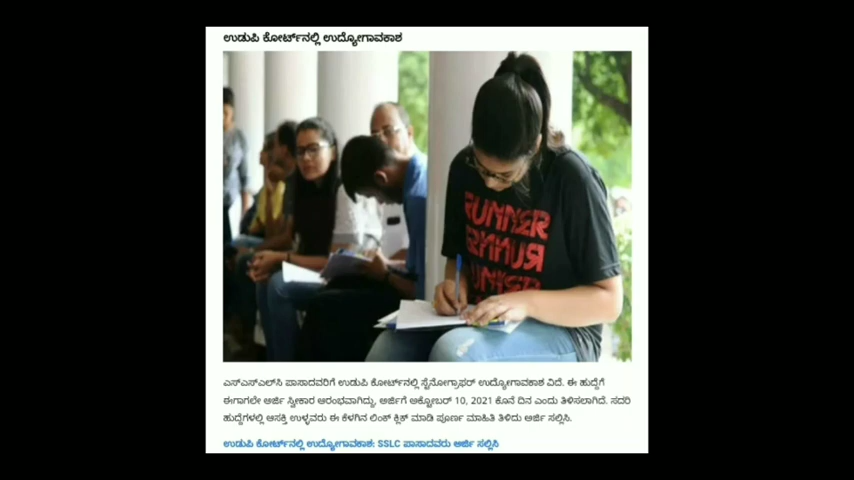 ಉಡುಪಿ ಕೋರ್ಟ್‌ನಲ್ಲಿ ಉದ್ಯೋಗಾವಕಾಶ
RUNNER
ಎಸ್‌ಎಸ್‌ಎಲ್‌ಸಿ ಪಾಸಾದವರಿಗೆ ಉಡುಪಿ ಕೋರ್ಟ್‌ನಲ್ಲಿ ಸ್ಟೆನೋಗ್ರಾಫರ್ ಉದ್ಯೋಗಾವಕಾಶ ವಿದೆ. ಈ ಹುದ್ದೆಗೆ
ಈಗಾಗಲೇ ಅರ್ಜಿ ಸ್ವೀಕಾರ ಆರಂಭವಾಗಿದ್ದು, ಅರ್ಜಿಗೆ ಅಕ್ಟೋಬರ್ 10, 2021 ಕೊನೆ ದಿನ ಎಂದು ತಿಳಿಸಲಾಗಿದೆ. ಸದರಿ
ಹುದ್ದೆಗಳಲ್ಲಿ ಆಸಕ್ತಿ ಉಳ್ಳವರು ಈ ಕೆಳಗಿನ ಲಿಂಕ್ ಕ್ಲಿಕ್ ಮಾಡಿ ಪೂರ್ಣ ಮಾಹಿತಿ ತಿಳಿದು ಅರ್ಜಿ ಸಲ್ಲಿಸಿ.
ಉಡುಪಿ ಕೋರ್ಟ್‌ನಲ್ಲಿ ಉದ್ಯೋಗಾವಕಾಶ: SSLC ಪಾಸಾದವರು ಅರ್ಜಿ ಸಲ್ಲಿಸಿ